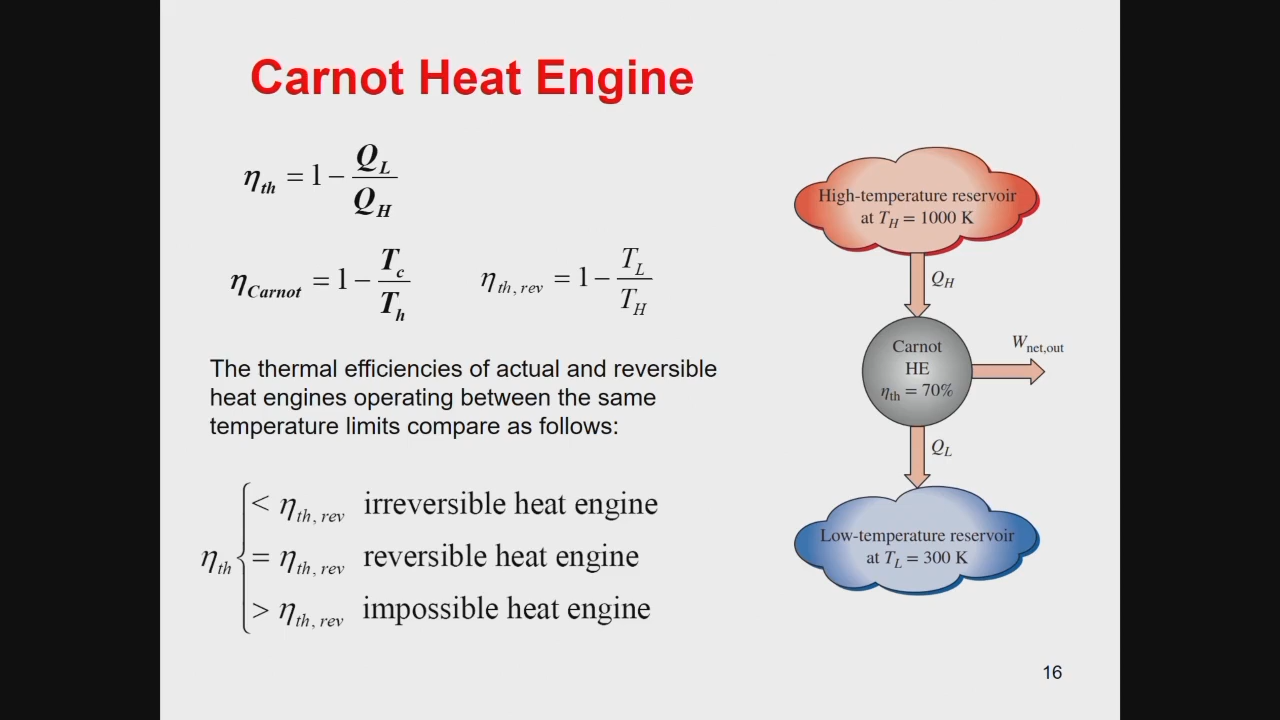 Carnot Heat Engine
η_th = 1 − Q_L / Q_H
η_Carnot = 1 − T_c / T_h
η_th, rev = 1 − T_L / T_H
The thermal efficiencies of actual and reversible
heat engines operating between the same
temperature limits compare as follows:
η_th { < η_th, rev irreversible heat engine
= η_th, rev reversible heat engine
> η_th, rev impossible heat engine
High-temperature reservoir
at T_H = 1000 K
Q_H
Carnot
HE
η_th = 70%
W_net,out
Q_L
Low-temperature reservoir
at T_L = 300 K
16